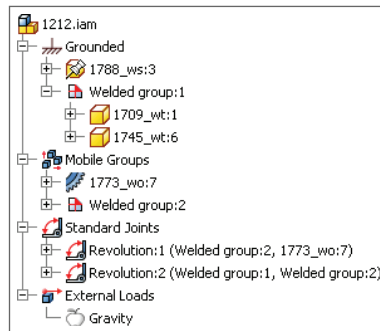 1212.iam
Grounded
1788_ws:3
Welded group:1
1709_wt:1
1745_wt:6
Mobile Groups
1773_wo:7
Welded group:2
Standard Joints
Revolution:1 (Welded group:2, 1773_wo:7)
Revolution:2 (Welded group:1, Welded group:2)
External Loads
Gravity